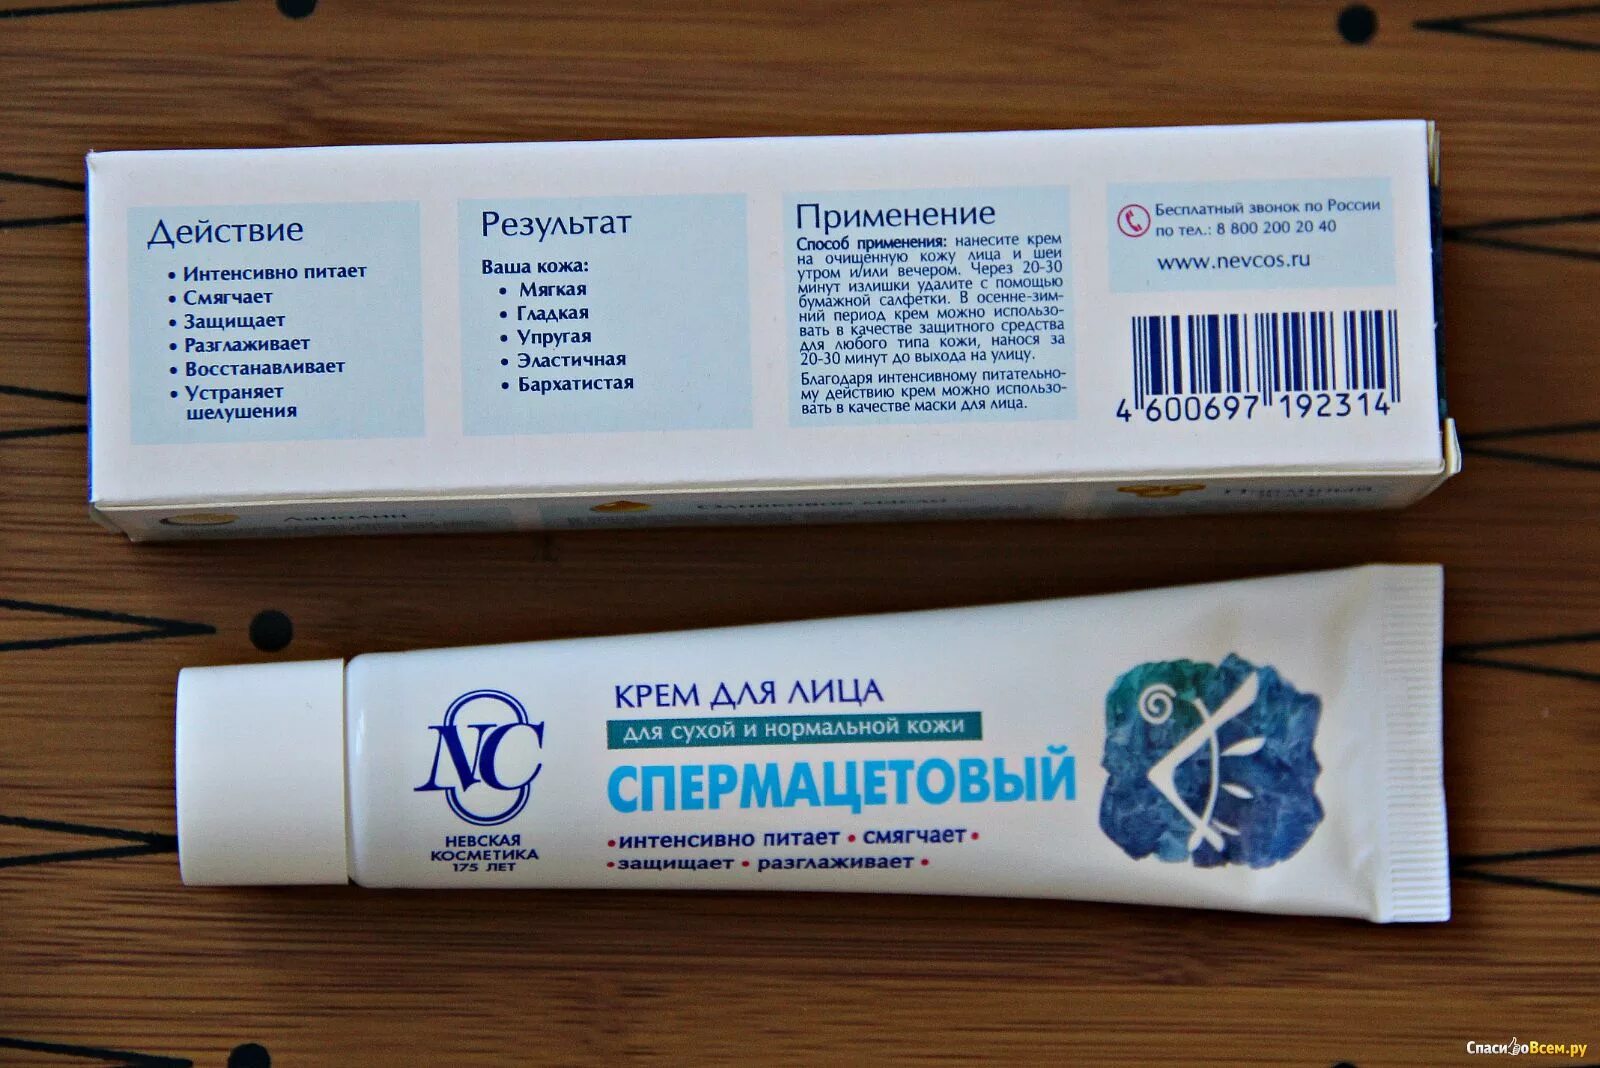 Действие
• Интенсивно питает
• Смягчает
• Защищает
• Разглаживает
• Восстанавливает
• Устраняет
шелушения
Результат
Ваша кожа:
• Мягкая
• Гладкая
• Упругая
• Эластичная
• Бархатистая
Применение
Способ применения: нанесите крем
на очищенную кожу лица и шеи
утром и/или вечером. Через 20-30
минут излишки удалите с помощью
бумажной салфетки. В осенне-зим-
ний период крем можно использо-
вать в качестве защитного средства
для любого типа кожи, нанося за
20-30 минут до выхода на улицу.
Благодаря интенсивному питательно-
му действию крем можно использо-
вать в качестве маски для лица.
Бесплатный звонок по России
по тел.: 8 800 200 20 40
www.nevcos.ru
4 600697 192314
Ланолин –
Оливковое масло –
NC
НЕВСКАЯ
КОСМЕТИКА
175 ЛЕТ
КРЕМ ДЛЯ ЛИЦА
для сухой и нормальной кожи
СПЕРМАЦЕТОВЫЙ
• интенсивно питает • смягчает •
• защищает • разглаживает •
СпасибоВсем.ру